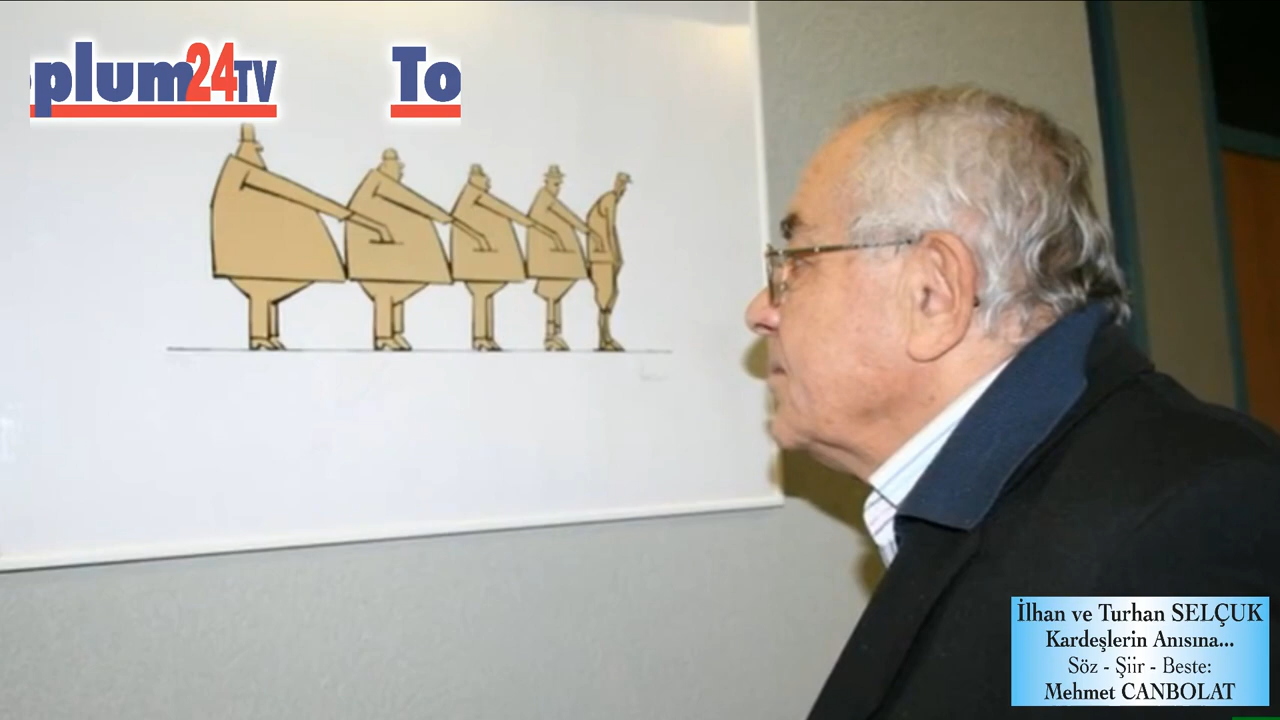 plum24TV
To
İlhan ve Turhan SELÇUK
Kardeşlerin Anısına...
Söz - Şiir - Beste:
Mehmet CANBOLAT